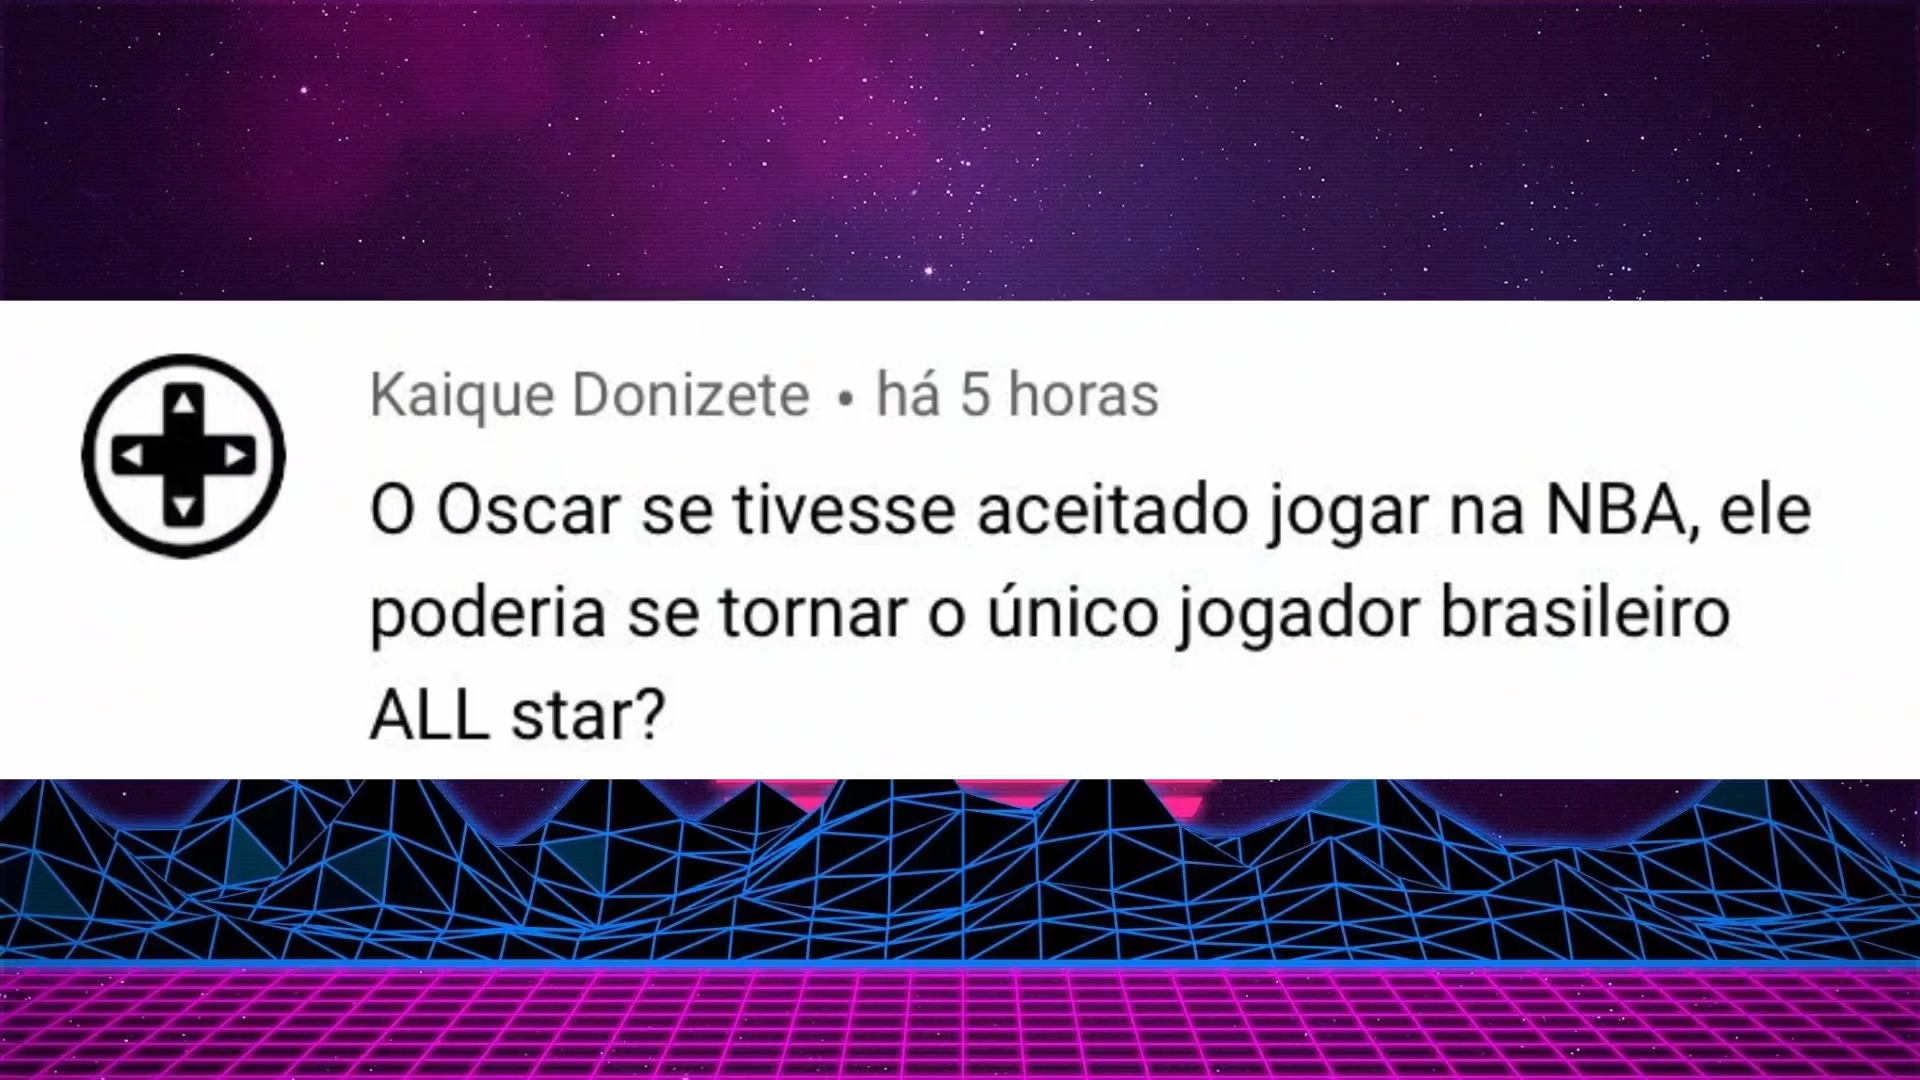 Kaique Donizete • há 5 horas
O Oscar se tivesse aceitado jogar na NBA, ele
poderia se tornar o único jogador brasileiro
ALL star?